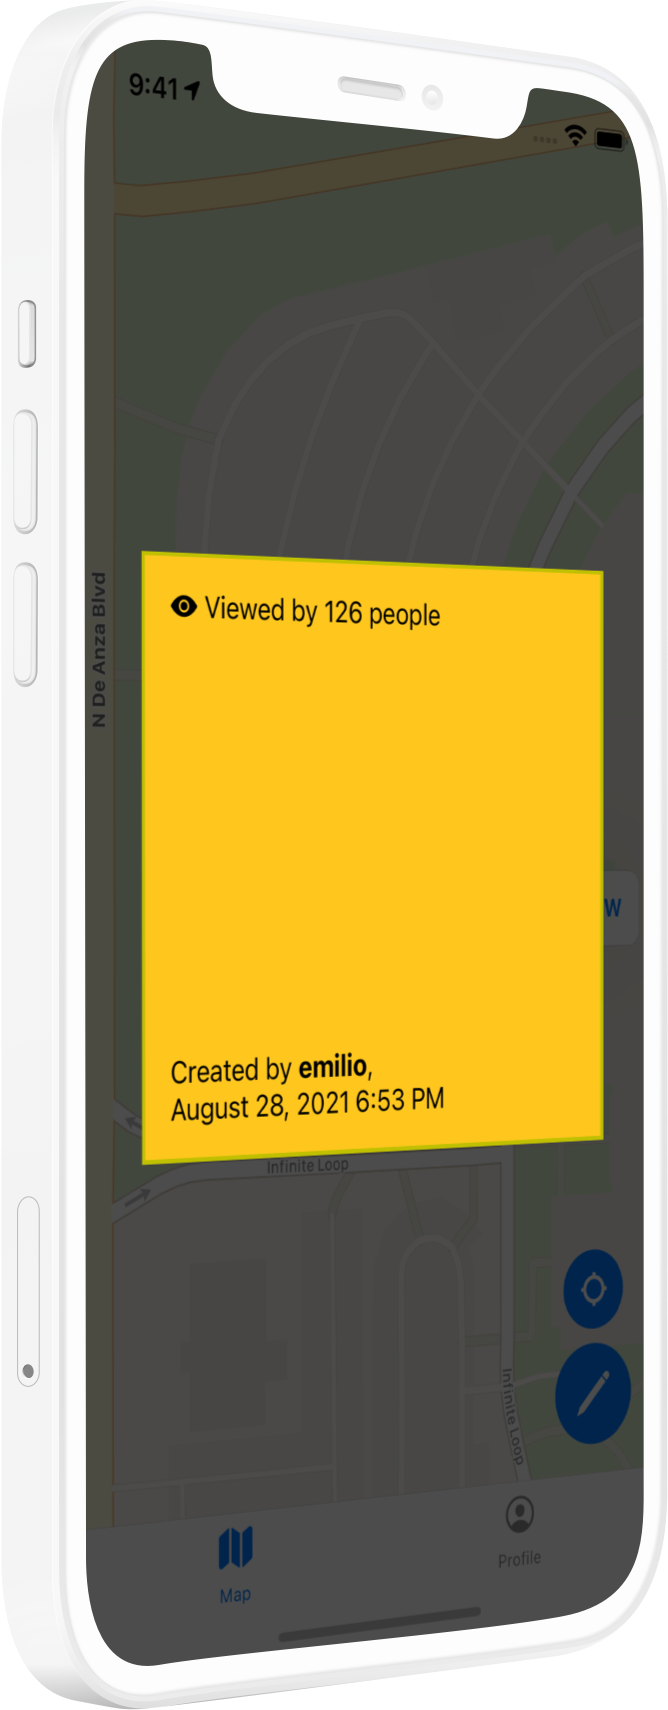 9:41
N De Anza Blvd
Viewed by 126 people
W
Created by emilio,
August 28, 2021 6:53 PM
Infinite Loop
Infinite Loop
Map
Profile